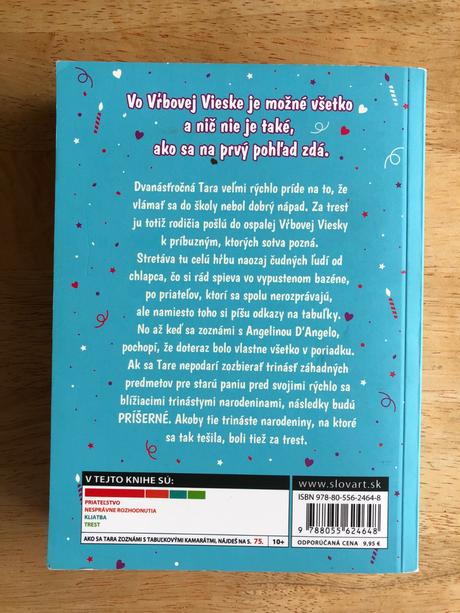 Vo Vŕbovej Vieske je možné všetko
a nič nie je také,
ako sa na prvý pohľad zdá.
Dvanásťročná Tara veľmi rýchlo príde na to, že
vlámať sa do školy nebol dobrý nápad. Za trest
ju totiž rodičia pošlú do ospalej Vŕbovej Viesky
k príbuzným, ktorých sotva pozná.
Stretáva tu celú hŕbu naozaj čudných ľudí od
chlapca, čo si rád spieva vo vypustenom bazéne,
po priateľov, ktorí sa spolu nerozprávajú,
ale namiesto toho si píšu odkazy na tabuľky.
No až keď sa zoznámi s Angelinou D'Angelo,
pochopí, že doteraz bolo vlastne všetko v poriadku.
Ak sa Tare nepodarí zozbierať trinásť záhadných
predmetov pre starú paniu pred svojimi rýchlo sa
blížiacimi trinástymi narodeninami, následky budú
PRÍŠERNÉ. Akoby tie trináste narodeniny, na ktoré
sa tak tešila, boli tiež za trest.
V TEJTO KNIHE SÚ:
PRIATEĽSTVO
NESPRÁVNE ROZHODNUTIA
KLIATBA
TREST
AKO SA TARA ZOZNÁMI S TABUĽKOVÝMI KAMARÁTMI, NÁJDEŠ NA S. 75.
10+
www.slovart.sk
ISBN 978-80-556-2464-8
9 788055 624648
ODPORÚČANÁ CENA 9,95 €